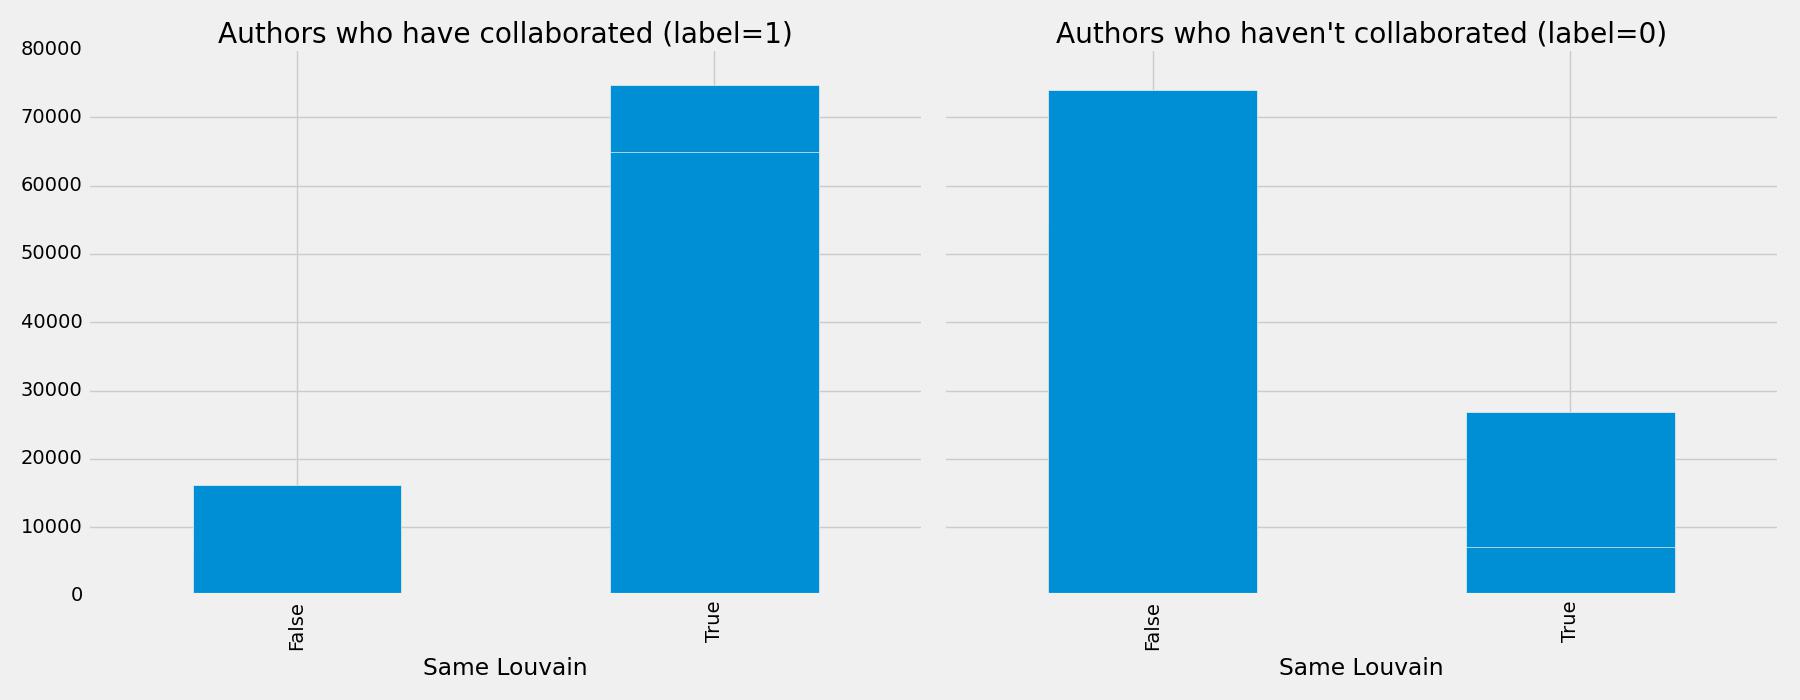 Authors who have collaborated (label=1)
Authors who haven't collaborated (label=0)
80000
70000
60000
50000
40000
30000
20000
10000
0
False
True
False
True
Same Louvain
Same Louvain